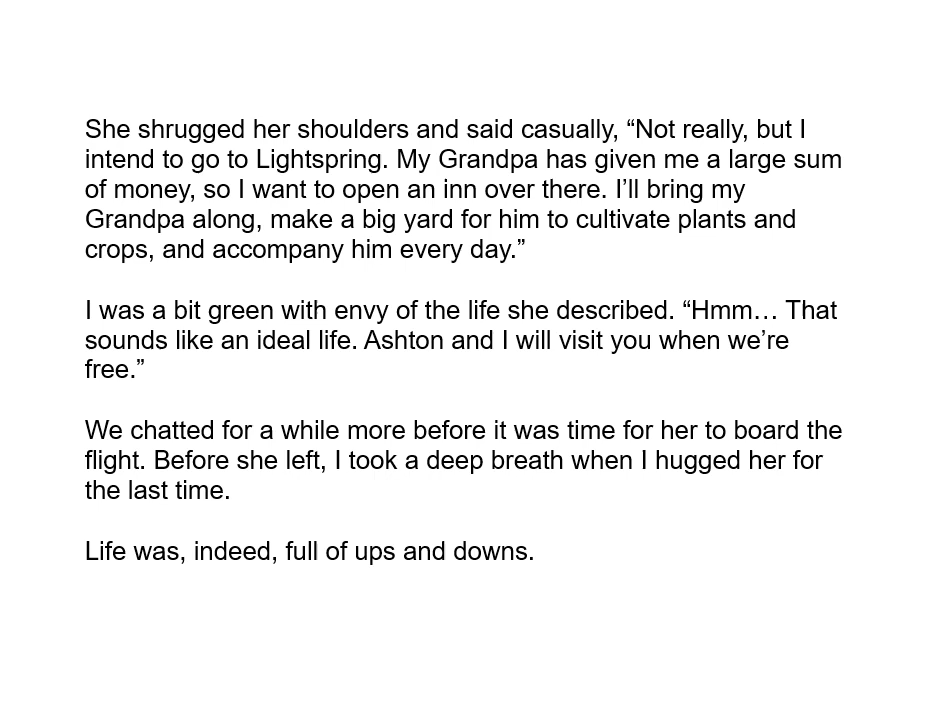 She shrugged her shoulders and said casually, “Not really, but I
intend to go to Lightspring. My Grandpa has given me a large sum
of money, so I want to open an inn over there. I’ll bring my
Grandpa along, make a big yard for him to cultivate plants and
crops, and accompany him every day.”
I was a bit green with envy of the life she described. “Hmm… That
sounds like an ideal life. Ashton and I will visit you when we’re
free.”
We chatted for a while more before it was time for her to board the
flight. Before she left, I took a deep breath when I hugged her for
the last time.
Life was, indeed, full of ups and downs.